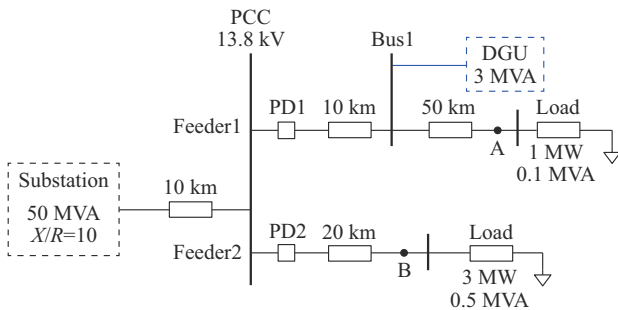 PCC
13.8 kV
Bus1
DGU
3 MVA
PD1
10 km
50 km
Load
Feeder1
A
1 MW
0.1 MVA
Substation
50 MVA
X/R=10
10 km
PD2
20 km
Load
Feeder2
B
3 MW
0.5 MVA